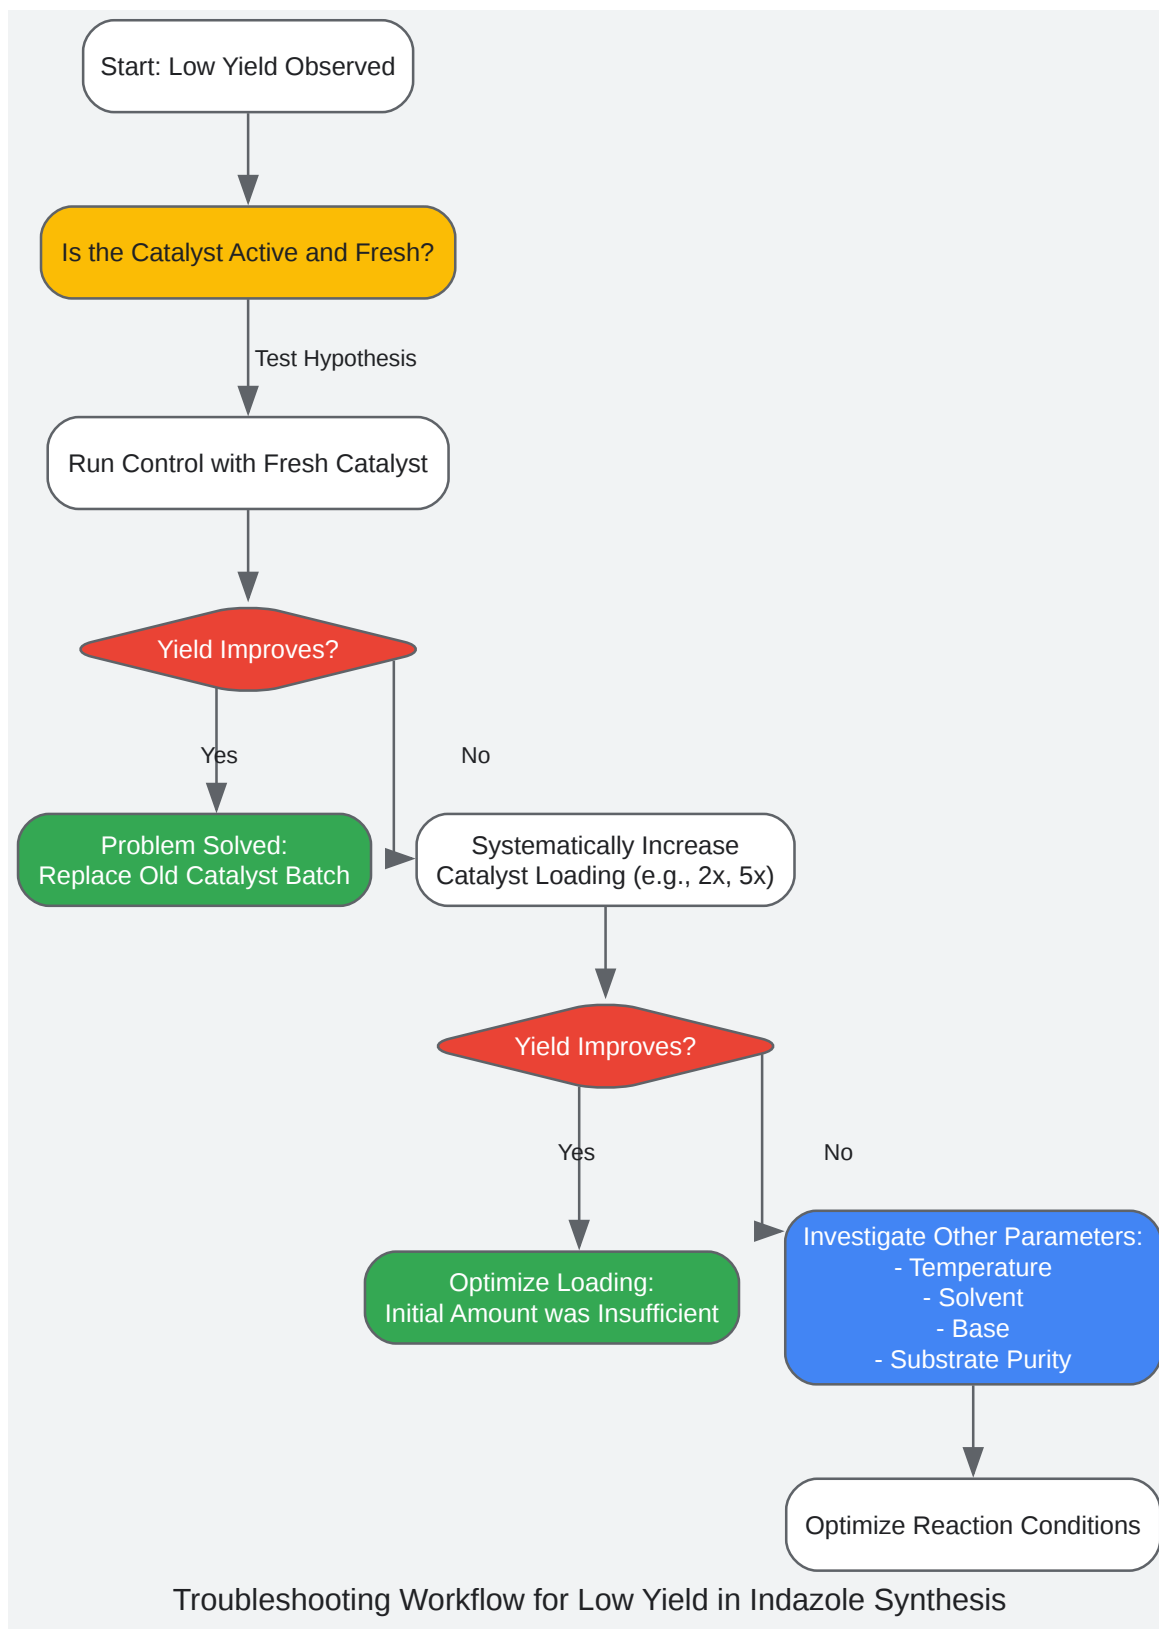 Start: Low Yield Observed
Is the Catalyst Active and Fresh?
Test Hypothesis
Run Control with Fresh Catalyst
Yield Improves?
Yes
No
Problem Solved:
Replace Old Catalyst Batch
Systematically Increase
Catalyst Loading (e.g., 2x, 5x)
Yield Improves?
Yes
No
Optimize Loading:
Initial Amount was Insufficient
Investigate Other Parameters:
- Temperature
- Solvent
- Base
- Substrate Purity
Optimize Reaction Conditions
Troubleshooting Workflow for Low Yield in Indazole Synthesis